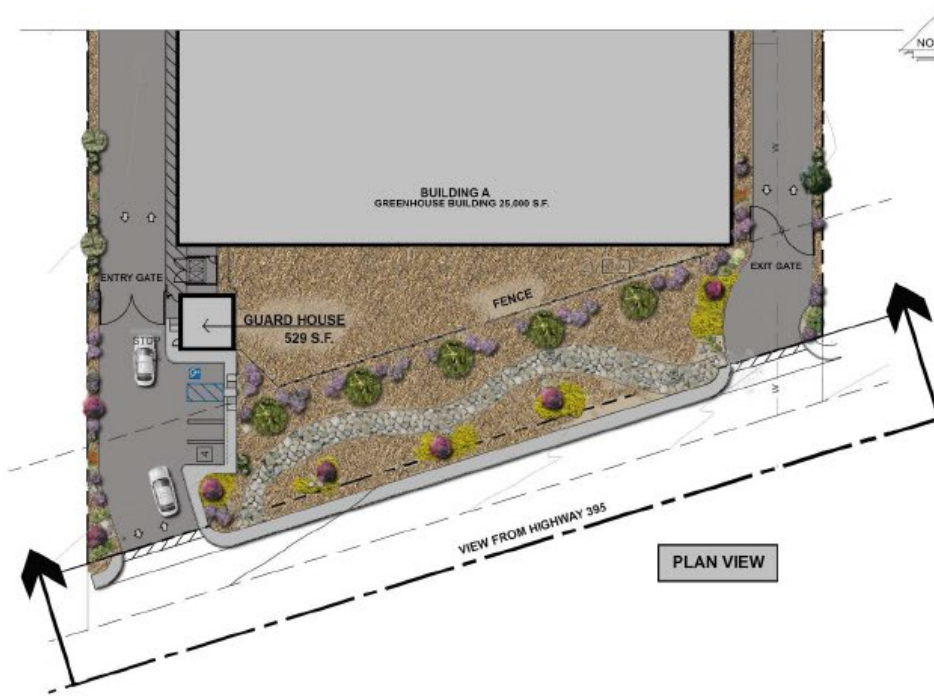 NO
BUILDING A
GREENHOUSE BUILDING 25,000 S.F.
W
ENTRY GATE
EXIT GATE
FENCE
GUARD HOUSE
529 S.F.
STOP
W
A
VIEW FROM HIGHWAY 395
PLAN VIEW